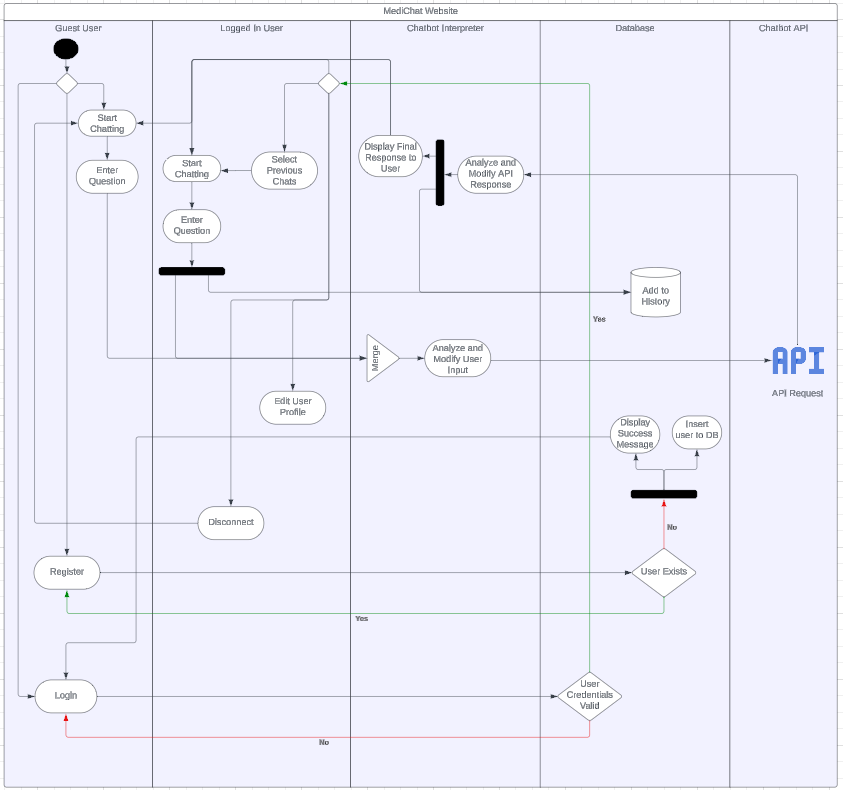 MediChat Website
Guest User
Logged In User
Chatbot Interpreter
Database
Chatbot API
Start
Chatting
Enter
Question
Start
Chatting
Select
Previous
Chats
Enter
Question
Display Final
Response to
User
Analyze and
Modify API
Response
Add to
History
Yes
Merge
Analyze and
Modify User
Input
API
API Request
Edit User
Profile
Display
Success
Message
Insert
user to DB
No
Disconnect
Register
User Exists
Yes
Login
User
Credentials
Valid
No